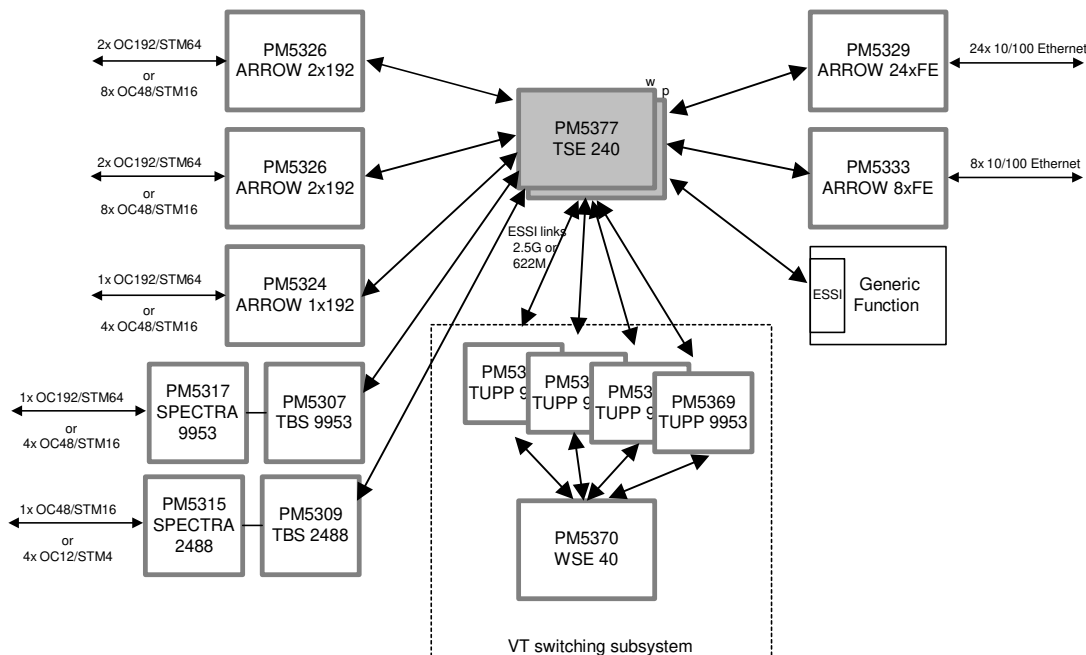 2x OC192/STM64
or
8x OC48/STM16
PM5326
ARROW 2x192
2x OC192/STM64
or
8x OC48/STM16
PM5326
ARROW 2x192
1x OC192/STM64
or
4x OC48/STM16
PM5324
ARROW 1x192
1x OC192/STM64
or
4x OC48/STM16
PM5317
SPECTRA
9953
PM5307
TBS 9953
1x OC48/STM16
or
4x OC12/STM4
PM5315
SPECTRA
2488
PM5309
TBS 2488
w
p
PM5377
TSE 240
ESSI links
2.5G or
622M
PM5329
ARROW 24xFE
24x 10/100 Ethernet
PM5333
ARROW 8xFE
8x 10/100 Ethernet
ESSI
Generic
Function
TUPP
TUPP
TUPP
PM5369
TUPP 9953
PM5370
WSE 40
VT switching subsystem